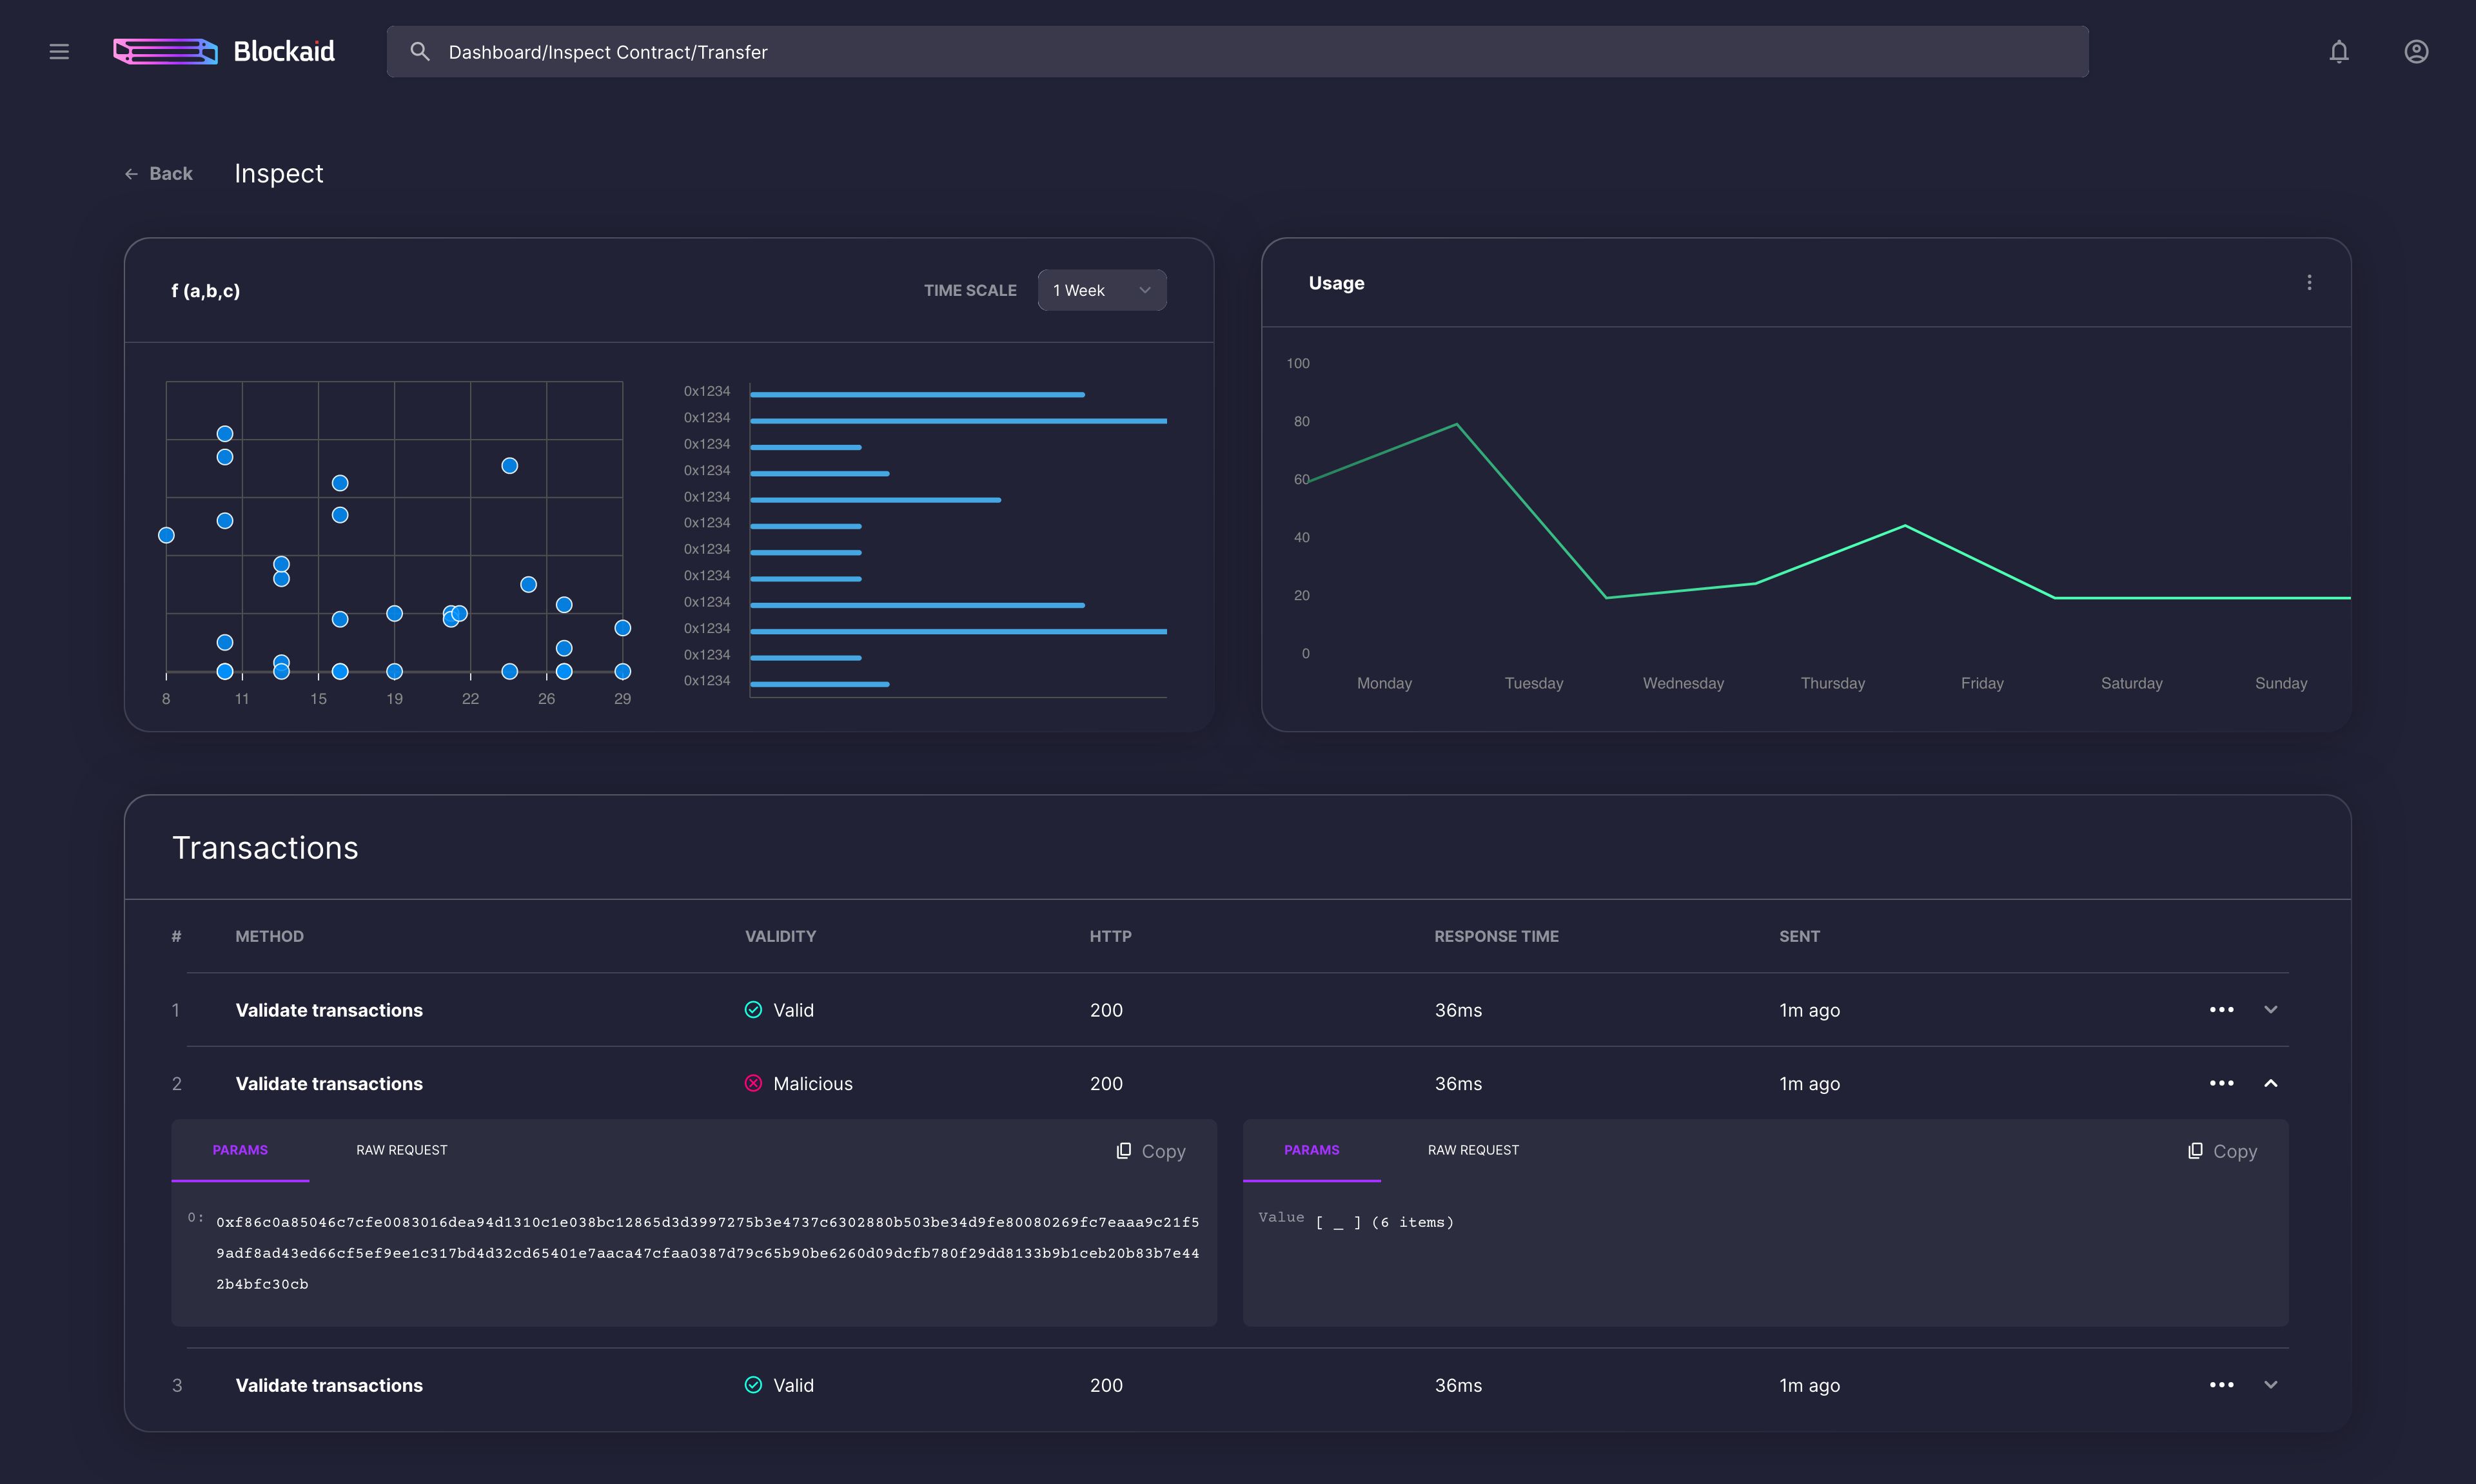 Blockaid
Dashboard/Inspect Contract/Transfer
Back
Inspect
f (a,b,c)
TIME SCALE
1 Week
8 11 15 19 22 26 29
0x1234
0x1234
0x1234
0x1234
0x1234
0x1234
0x1234
0x1234
0x1234
0x1234
0x1234
0x1234
Usage
100
80
60
40
20
0
Monday Tuesday Wednesday Thursday Friday Saturday Sunday
Transactions
# METHOD VALIDITY HTTP RESPONSE TIME SENT
1 Validate transactions Valid 200 36ms 1m ago
2 Validate transactions Malicious 200 36ms 1m ago
PARAMS RAW REQUEST Copy
0: 0xf86c0a85046c7cfe0083016dea94d1310c1e038bc12865d3d3997275b3e4737c6302880b503be34d9fe80080269fc7eaaa9c21f5
9adf8ad43ed66cf5ef9ee1c317bd4d32cd65401e7aaca47cfaa0387d79c65b90be6260d09dcfb780f29dd8133b9b1ceb20b83b7e44
2b4bfc30cb
PARAMS RAW REQUEST Copy
Value [ _ ] (6 items)
3 Validate transactions Valid 200 36ms 1m ago